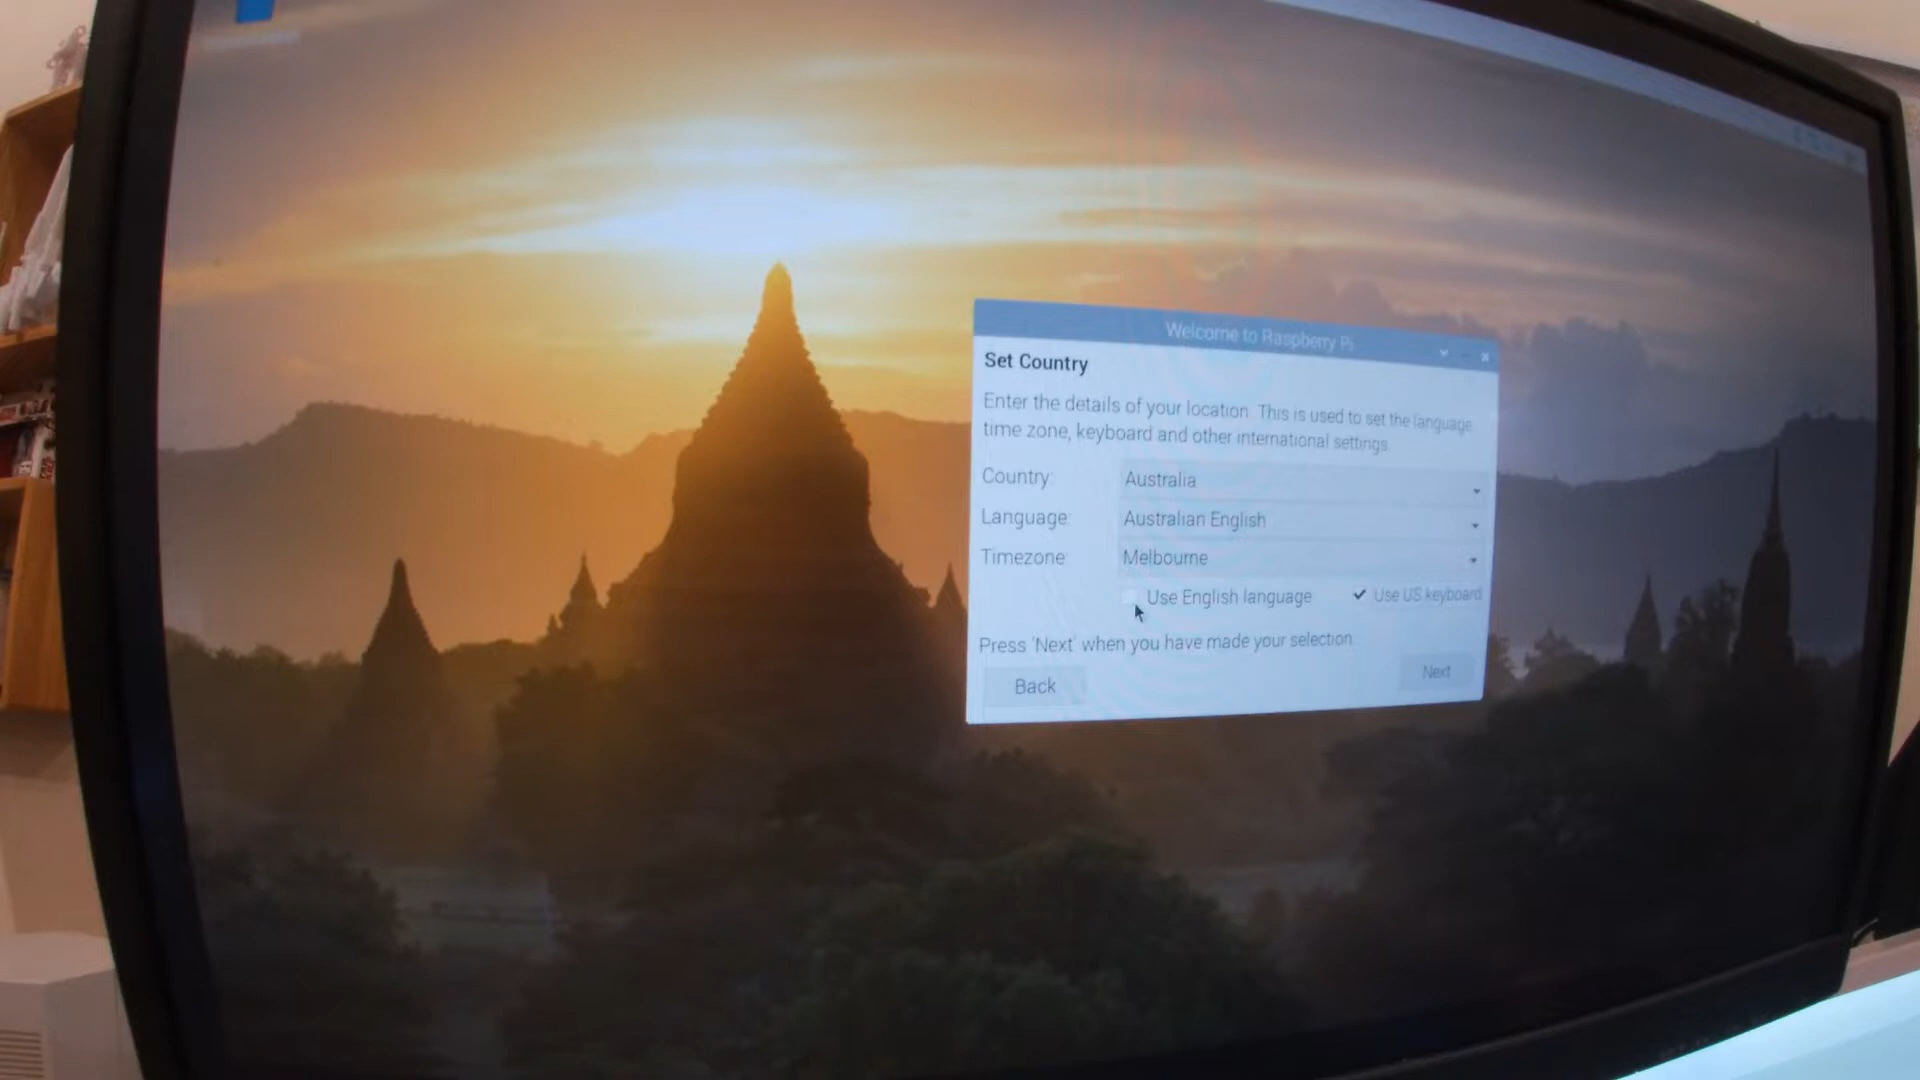 Welcome to Raspberry Pi
Set Country
Enter the details of your location. This is used to set the language,
time zone, keyboard and other international settings.
Country: Australia
Language: Australian English
Timezone: Melbourne
Use English language Use US keyboard
Press 'Next' when you have made your selection.
Back Next